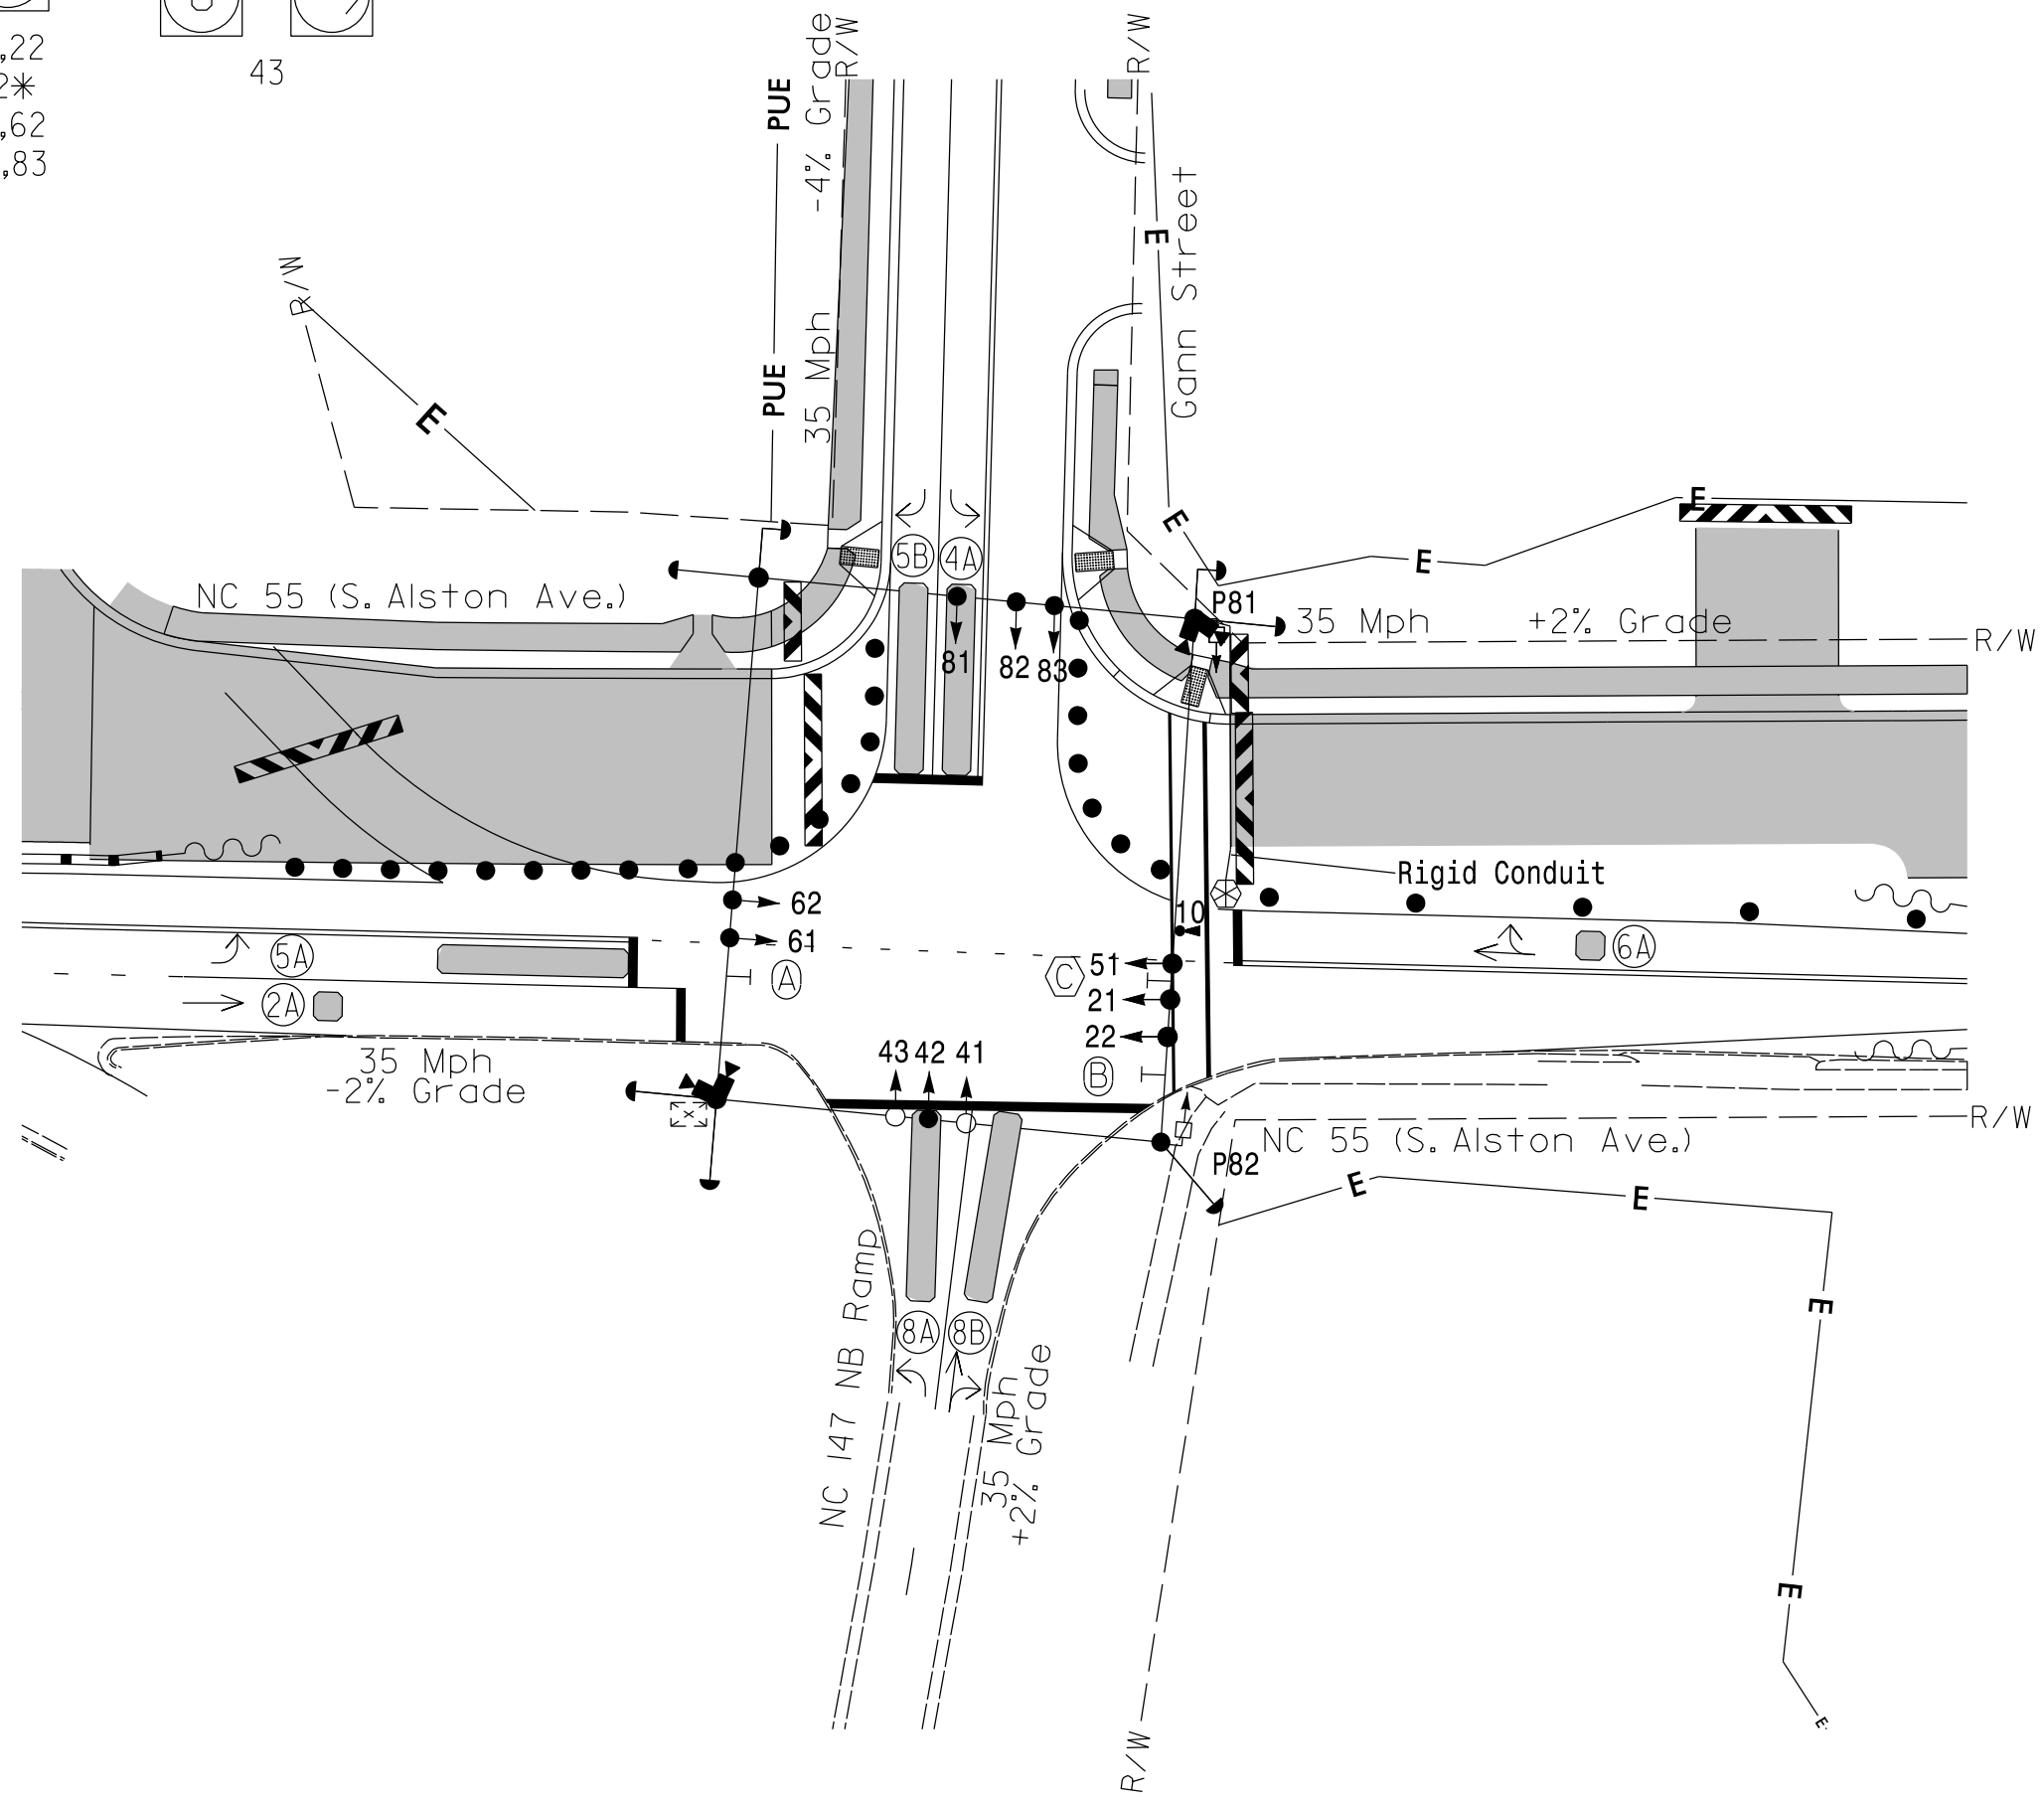 ,22
2*
,62
,83
43
PUE
-4% Grade
R/W
R/W
E
Gann Street
R/W
E
PUE
35 Mph
E
E
E
5B
4A
NC 55 (S. Alston Ave.)
P81
35 Mph
+2% Grade
R/W
81
82
83
Rigid Conduit
62
10
61
5A
A
C
51
6A
2A
21
22
35 Mph
-2% Grade
43
42
41
B
X
R/W
NC 55 (S. Alston Ave.)
P82
E
E
NC 147 NB Ramp
8A
8B
35 Mph
+2% Grade
E
E
R/W
E